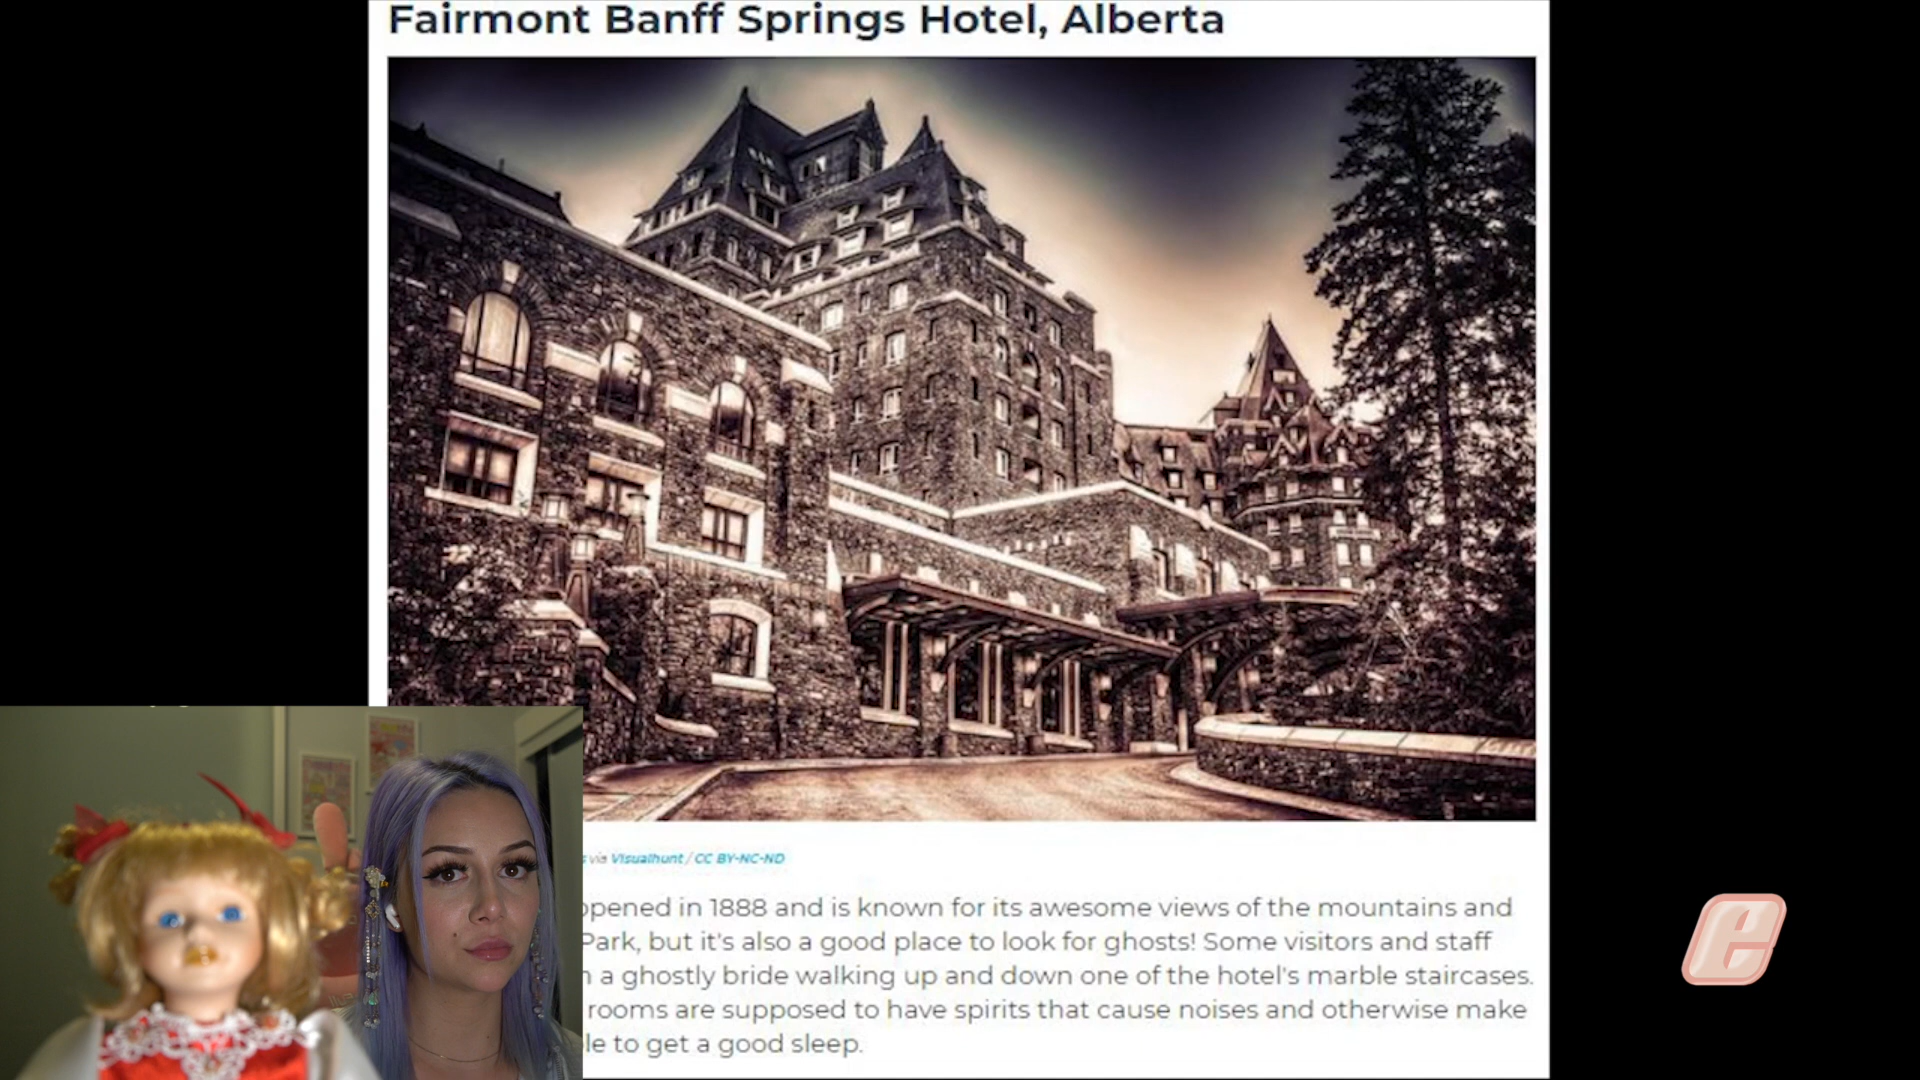 Fairmont Banff Springs Hotel, Alberta
via Visualhunt / CC BY-NC-ND
opened in 1888 and is known for its awesome views of the mountains and
Park, but it's also a good place to look for ghosts! Some visitors and staff
a ghostly bride walking up and down one of the hotel's marble staircases.
rooms are supposed to have spirits that cause noises and otherwise make
to get a good sleep.
e